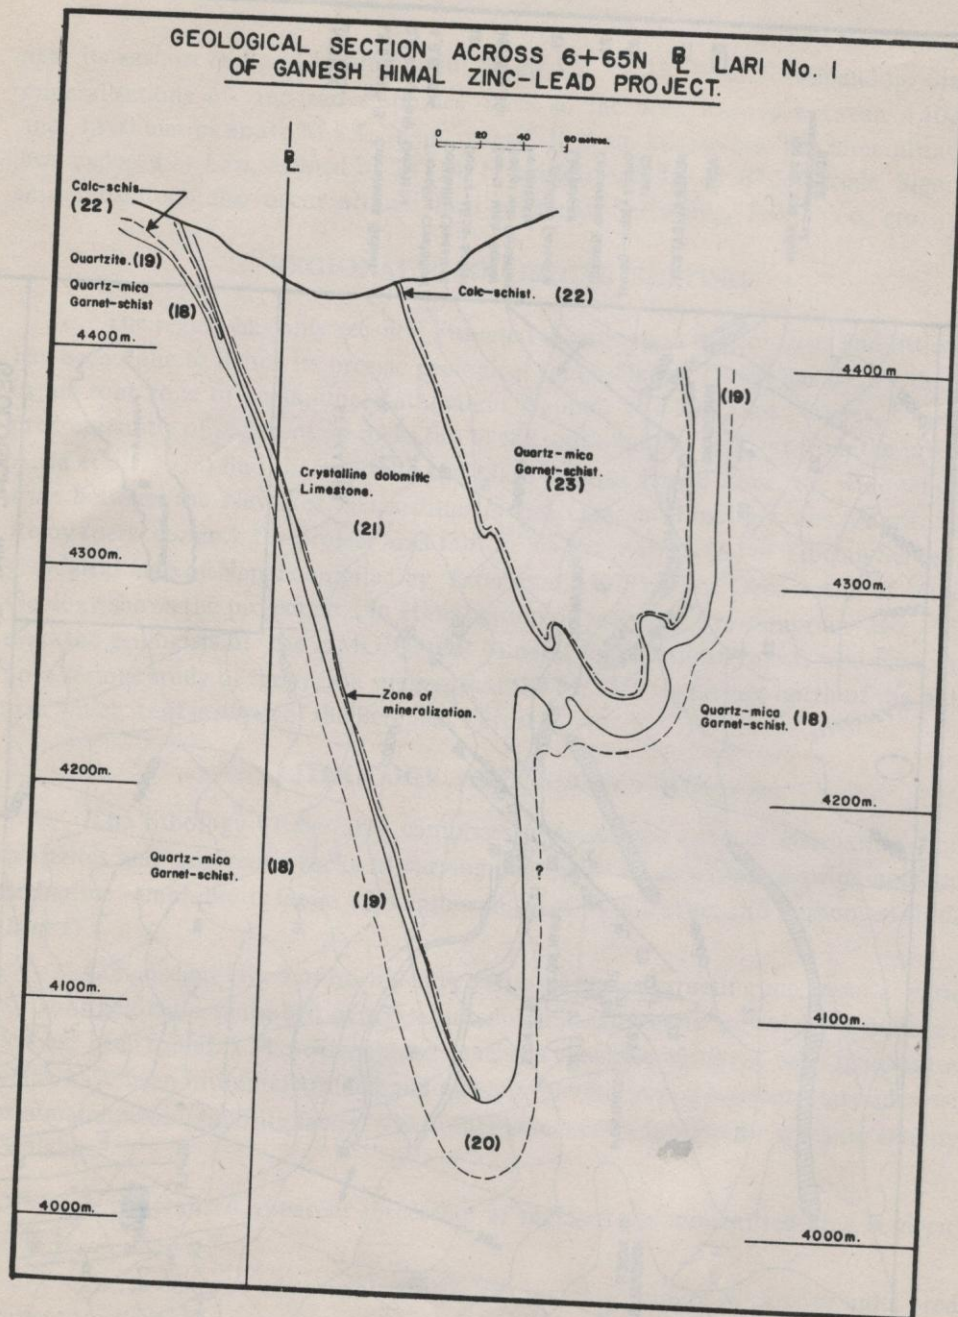 GEOLOGICAL SECTION ACROSS 6+65N BL LARI No. 1
OF GANESH HIMAL ZINC-LEAD PROJECT.
0 20 40 60 metres.
BL
Calc-schis
(22)
Quartzite. (19)
Quartz-mica
Garnet-schist (18)
4400m.
Calc-schist. (22)
4400m
(19)
Crystalline dolomitic
Limestone.
(21)
Quartz-mica
Garnet-schist.
(23)
4300m.
4300m.
Zone of
mineralization.
Quartz-mica
Garnet-schist. (18)
4200m.
4200m.
Quartz-mica
Garnet-schist. (18)
?
(19)
4100m.
4100m.
(20)
4000m.
4000m.